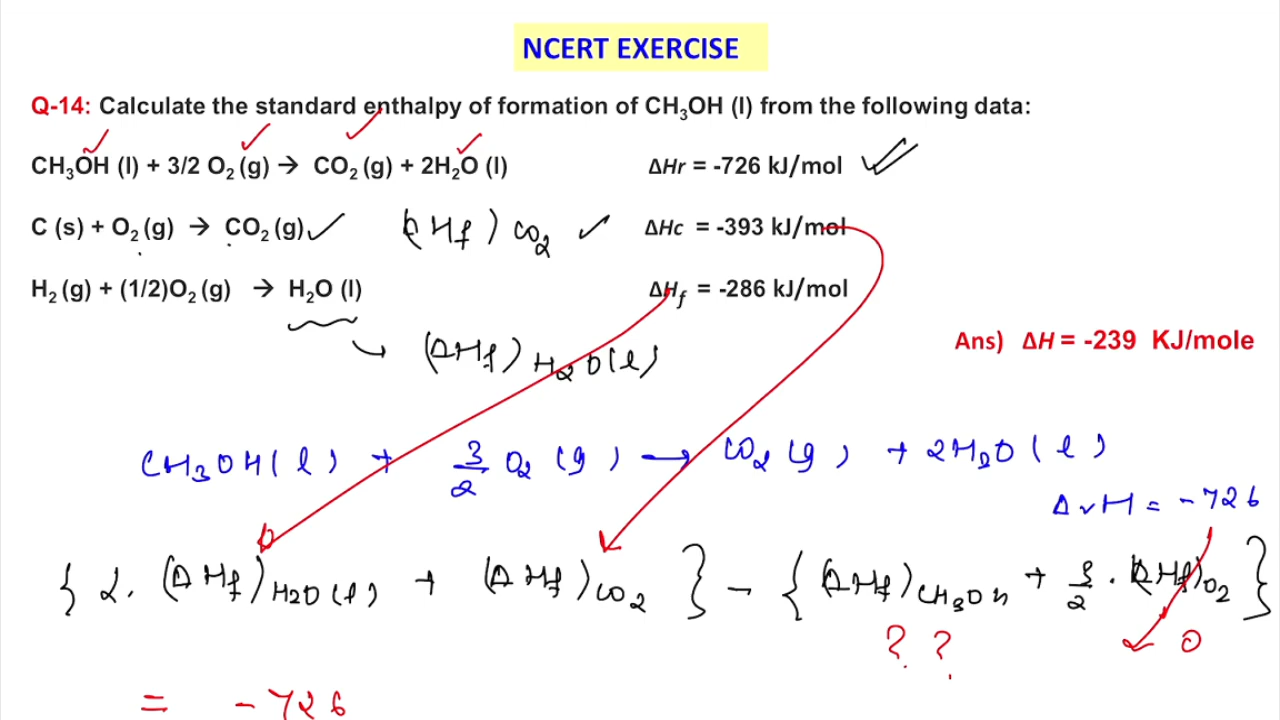 NCERT EXERCISE
Q-14: Calculate the standard enthalpy of formation of CH₃OH (l) from the following data:
CH₃OH (l) + 3/2 O₂ (g) → CO₂ (g) + 2H₂O (l) ΔHr = -726 kJ/mol
C (s) + O₂ (g) → CO₂ (g) (ΔHf) CO₂ ΔHc = -393 kJ/mol
H₂ (g) + (1/2)O₂ (g) → H₂O (l) ΔHf = -286 kJ/mol
Ans) ΔH = -239 KJ/mole
(ΔHf) H₂O(l)
CH₃OH(l) + 3/2 O₂ (g) → CO₂ (g) + 2H₂O (l)
ΔrH = -726
{ 2. (ΔHf) H₂O(l) + (ΔHf) CO₂ } - { (ΔHf) CH₃OH + 3/2 . (ΔHf) O₂ }
? ? 0
= -726